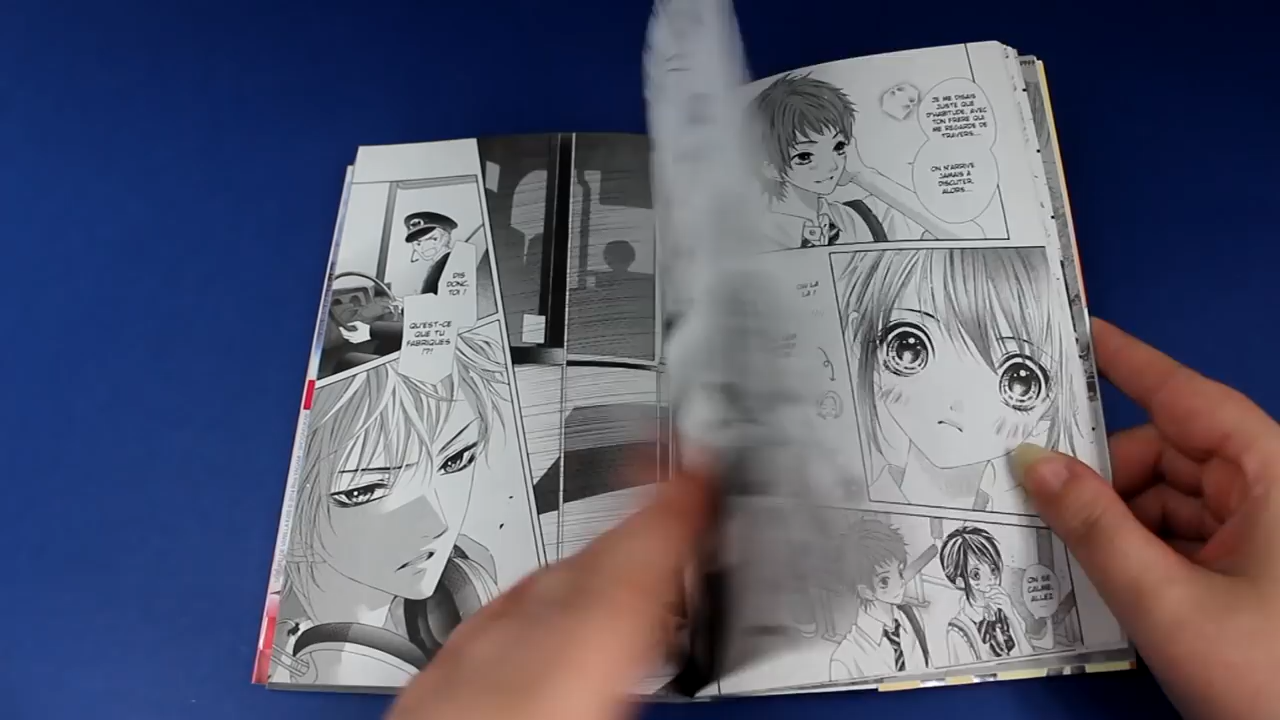 DIS
DONC,
TOI !
QU'EST-CE
QUE TU
FABRIQUES
!?!
JE ME DISAIS
JUSTE QUE
D'HABITUDE, AVEC
TON FRÈRE QUI
ME REGARDE DE
TRAVERS...
ON N'ARRIVE
JAMAIS À
DISCUTER,
ALORS...
OH LA
LA !
ON SE
CALME,
ALLEZ